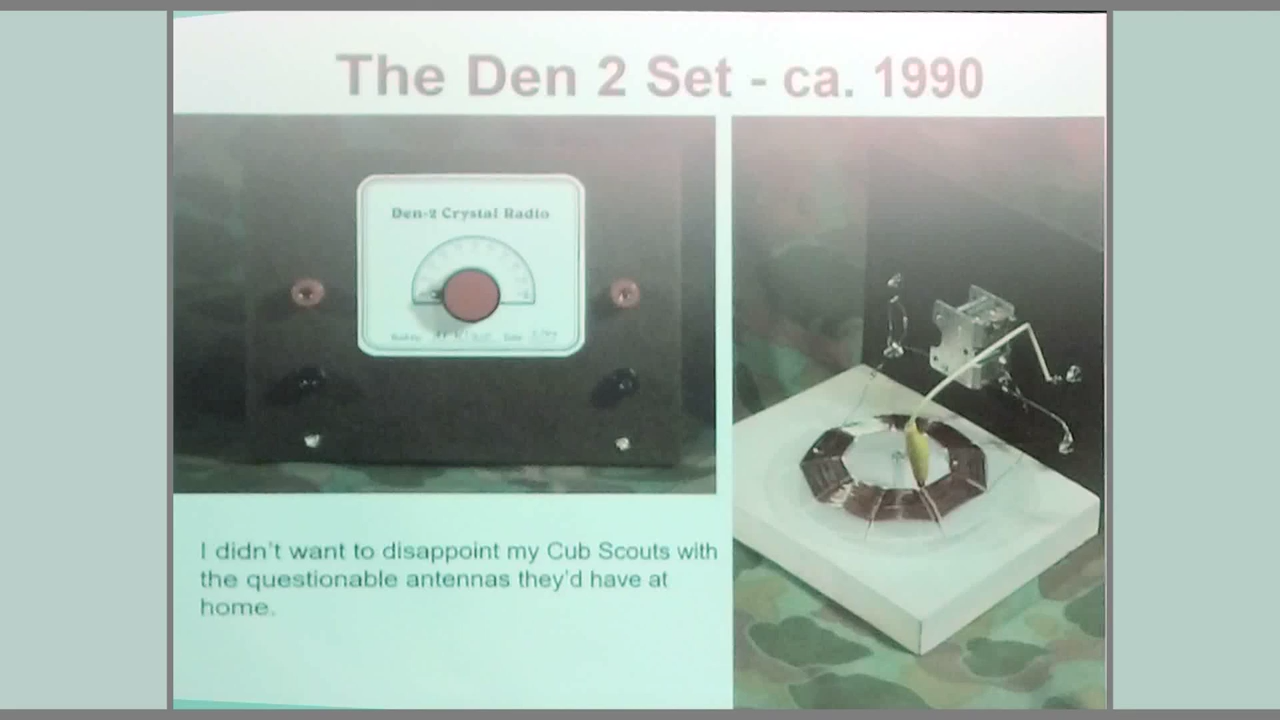 The Den 2 Set - ca. 1990
Den-2 Crystal Radio
I didn't want to disappoint my Cub Scouts with
the questionable antennas they'd have at
home.